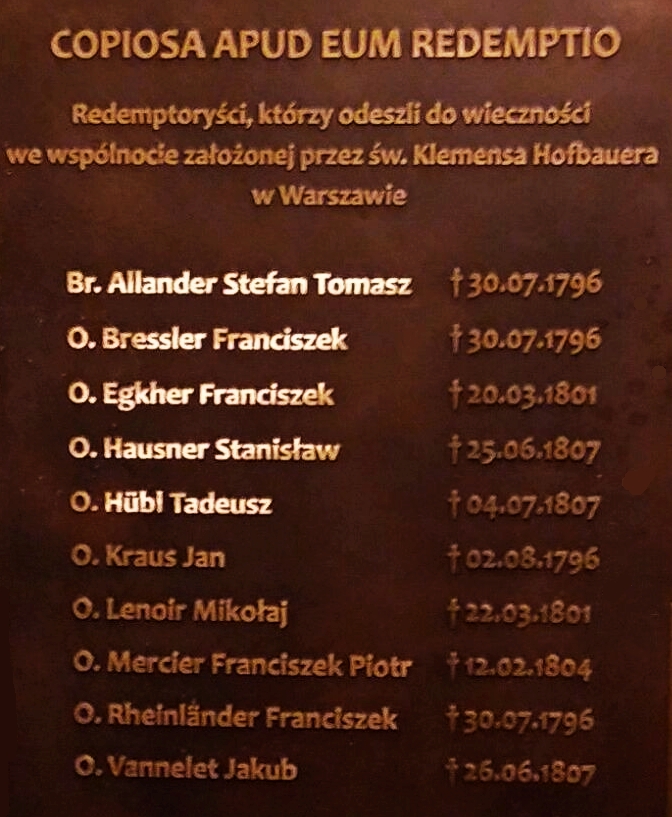 COPIOSA APUD EUM REDEMPTIO
Redemptoryści, którzy odeszli do wieczności
we wspólnocie założonej przez św. Klemensa Hofbauera
w Warszawie
Br. Allander Stefan Tomasz †30.07.1796
O. Bressler Franciszek †30.07.1796
O. Egkher Franciszek †20.03.1801
O. Hausner Stanisław †25.06.1807
O. Hübl Tadeusz †04.07.1807
O. Kraus Jan †02.08.1796
O. Lenoir Mikołaj †22.03.1801
O. Mercier Franciszek Piotr †12.02.1804
O. Rheinländer Franciszek †30.07.1796
O. Vannelet Jakub †26.06.1807